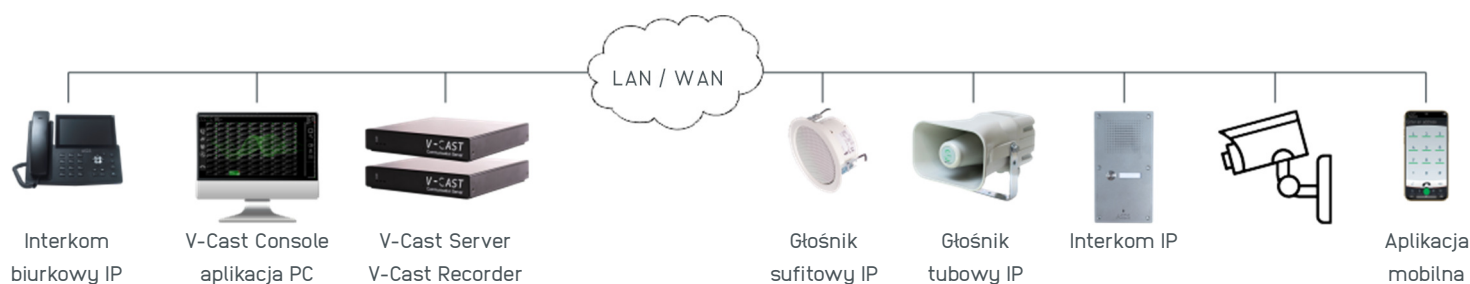 LAN / WAN
V-CAST
V-CAST
Interkom
biurkowy IP
V-Cast Console
aplikacja PC
V-Cast Server
V-Cast Recorder
Głośnik
sufitowy IP
Głośnik
tubowy IP
Interkom IP
Aplikacja
mobilna